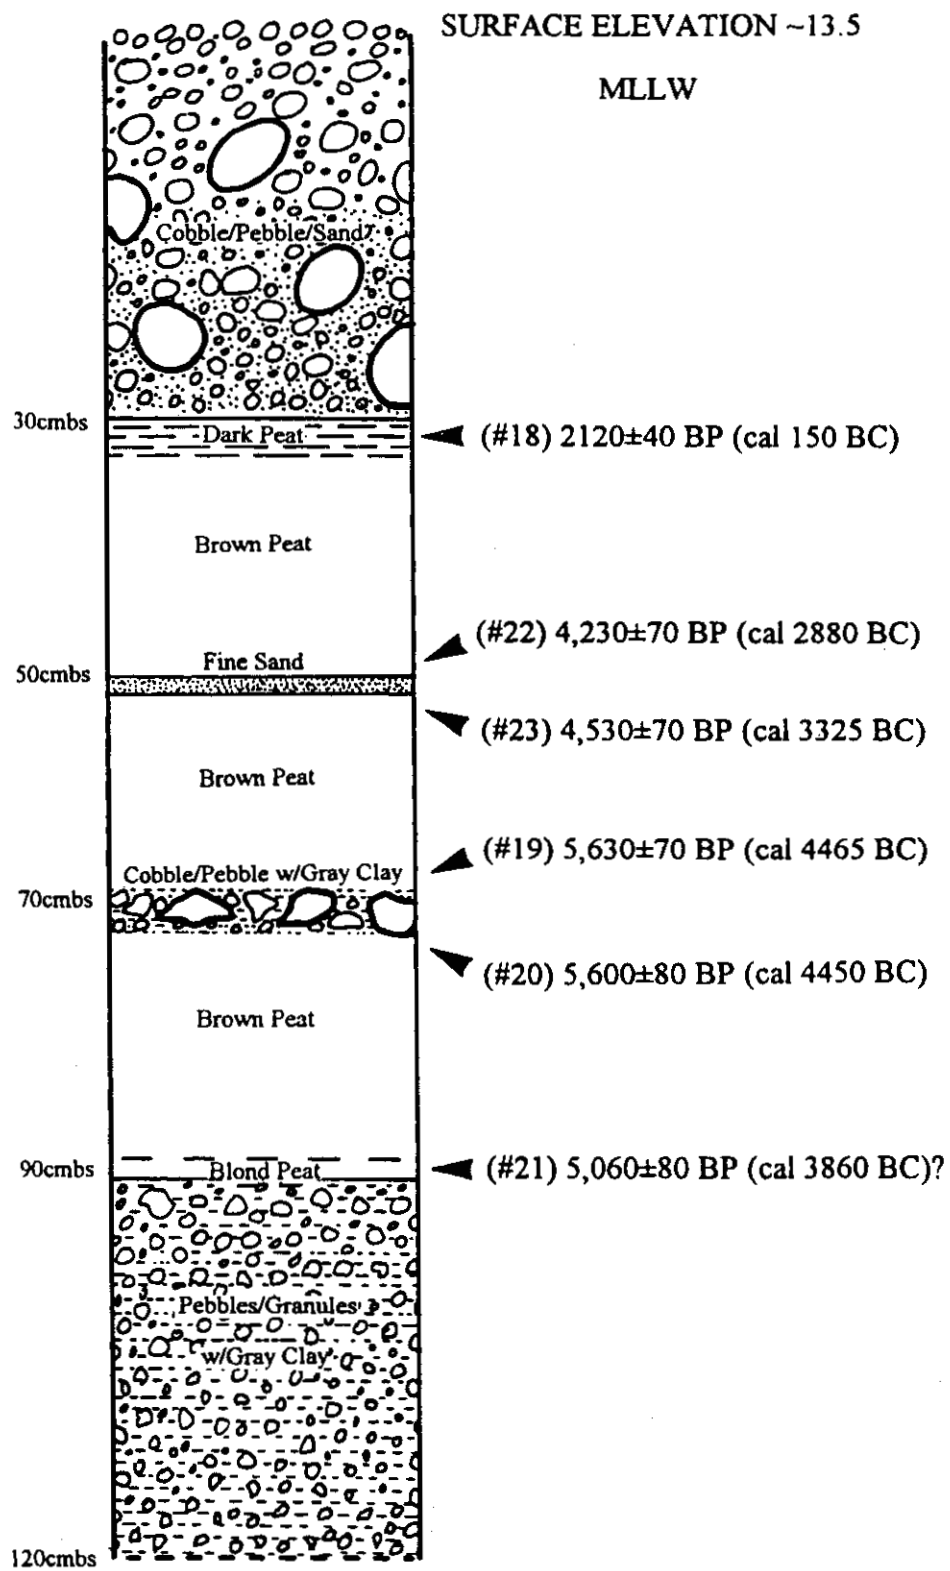 SURFACE ELEVATION ~13.5
MLLW
Cobble/Pebble/Sand
30cmbs
Dark Peat
(#18) 2120±40 BP (cal 150 BC)
Brown Peat
(#22) 4,230±70 BP (cal 2880 BC)
Fine Sand
50cmbs
(#23) 4,530±70 BP (cal 3325 BC)
Brown Peat
(#19) 5,630±70 BP (cal 4465 BC)
Cobble/Pebble w/Gray Clay
70cmbs
(#20) 5,600±80 BP (cal 4450 BC)
Brown Peat
90cmbs
Blond Peat
(#21) 5,060±80 BP (cal 3860 BC)?
Pebbles/Granules
w/Gray Clay
120cmbs